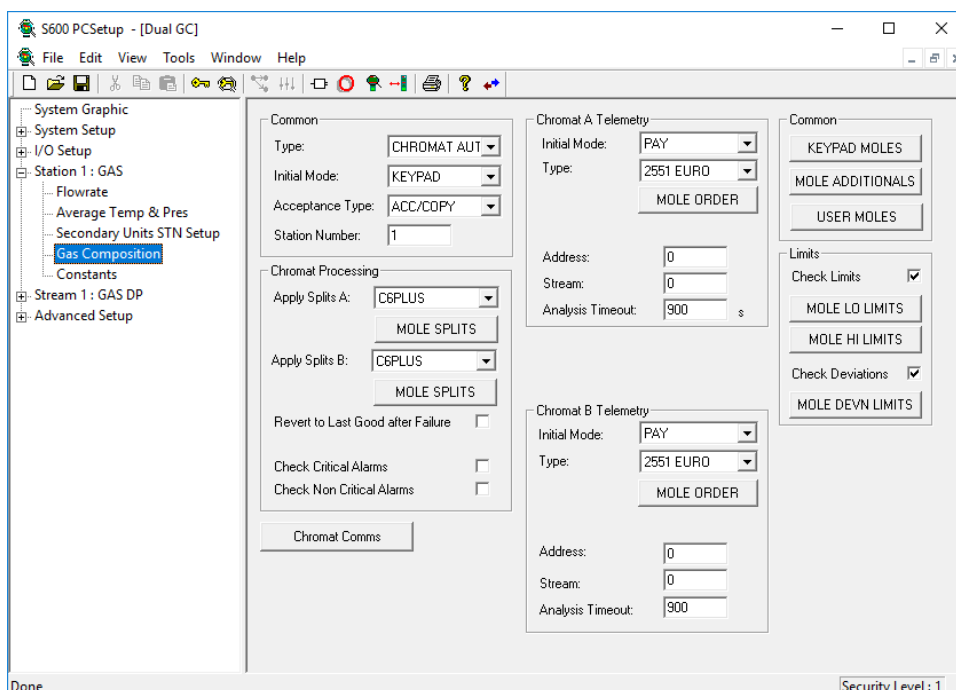 S600 PCSetup - [Dual GC]
File Edit View Tools Window Help
System Graphic
System Setup
I/O Setup
Station 1 : GAS
Flowrate
Average Temp & Pres
Secondary Units STN Setup
Gas Composition
Constants
Stream 1 : GAS DP
Advanced Setup
Common
Type: CHROMAT AUT
Initial Mode: KEYPAD
Acceptance Type: ACC/COPY
Station Number: 1
Chromat Processing
Apply Splits A: C6PLUS
MOLE SPLITS
Apply Splits B: C6PLUS
MOLE SPLITS
Revert to Last Good after Failure
Check Critical Alarms
Check Non Critical Alarms
Chromat Comms
Chromat A Telemetry
Initial Mode: PAY
Type: 2551 EURO
MOLE ORDER
Address: 0
Stream: 0
Analysis Timeout: 900 s
Chromat B Telemetry
Initial Mode: PAY
Type: 2551 EURO
MOLE ORDER
Address: 0
Stream: 0
Analysis Timeout: 900
Common
KEYPAD MOLES
MOLE ADDITIONALS
USER MOLES
Limits
Check Limits
MOLE LO LIMITS
MOLE HI LIMITS
Check Deviations
MOLE DEVN LIMITS
Done
Security Level : 1